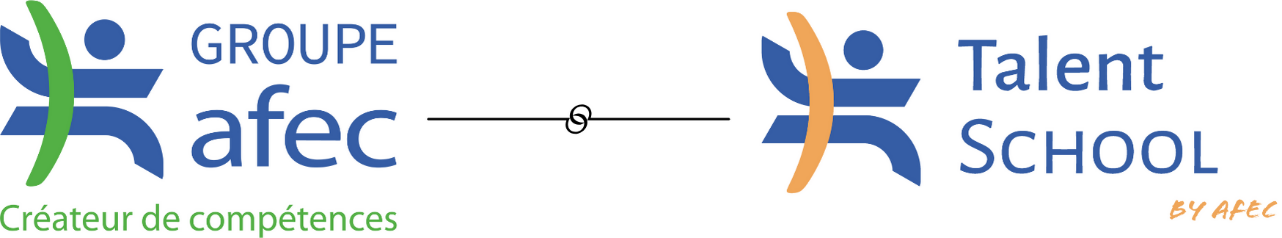 GROUPE
afec
Créateur de compétences
Talent
SCHOOL
BY AFEC